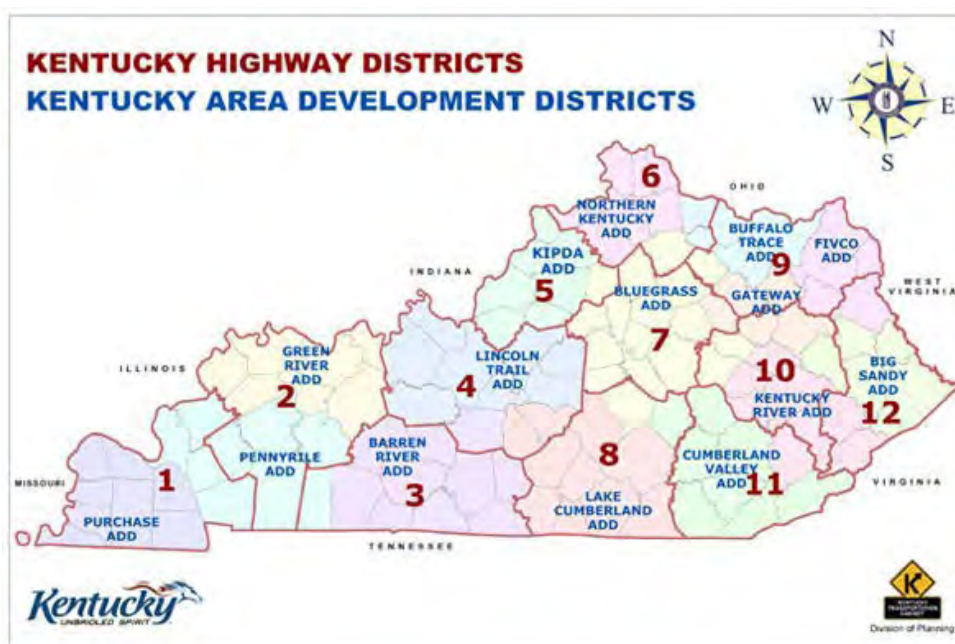 KENTUCKY HIGHWAY DISTRICTS
KENTUCKY AREA DEVELOPMENT DISTRICTS
N
W
E
S
6
OHIO
NORTHERN
KENTUCKY
ADD
BUFFALO
TRACE
ADD
9
FIVCO
ADD
KIPDA
ADD
5
INDIANA
BLUEGRASS
ADD
7
GATEWAY
ADD
WEST
VIRGINIA
GREEN
RIVER
ADD
2
ILLINOIS
4
LINCOLN
TRAIL
ADD
10
KENTUCKY
RIVER ADD
BIG
SANDY
ADD
12
PENNYRILE
ADD
BARREN
RIVER
ADD
3
8
LAKE
CUMBERLAND
ADD
CUMBERLAND
VALLEY
ADD
11
VIRGINIA
MISSOURI
1
PURCHASE
ADD
TENNESSEE
Kentucky
UNBRIDLED SPIRIT
K
KENTUCKY
TRANSPORTATION
CABINET
Division of Planning